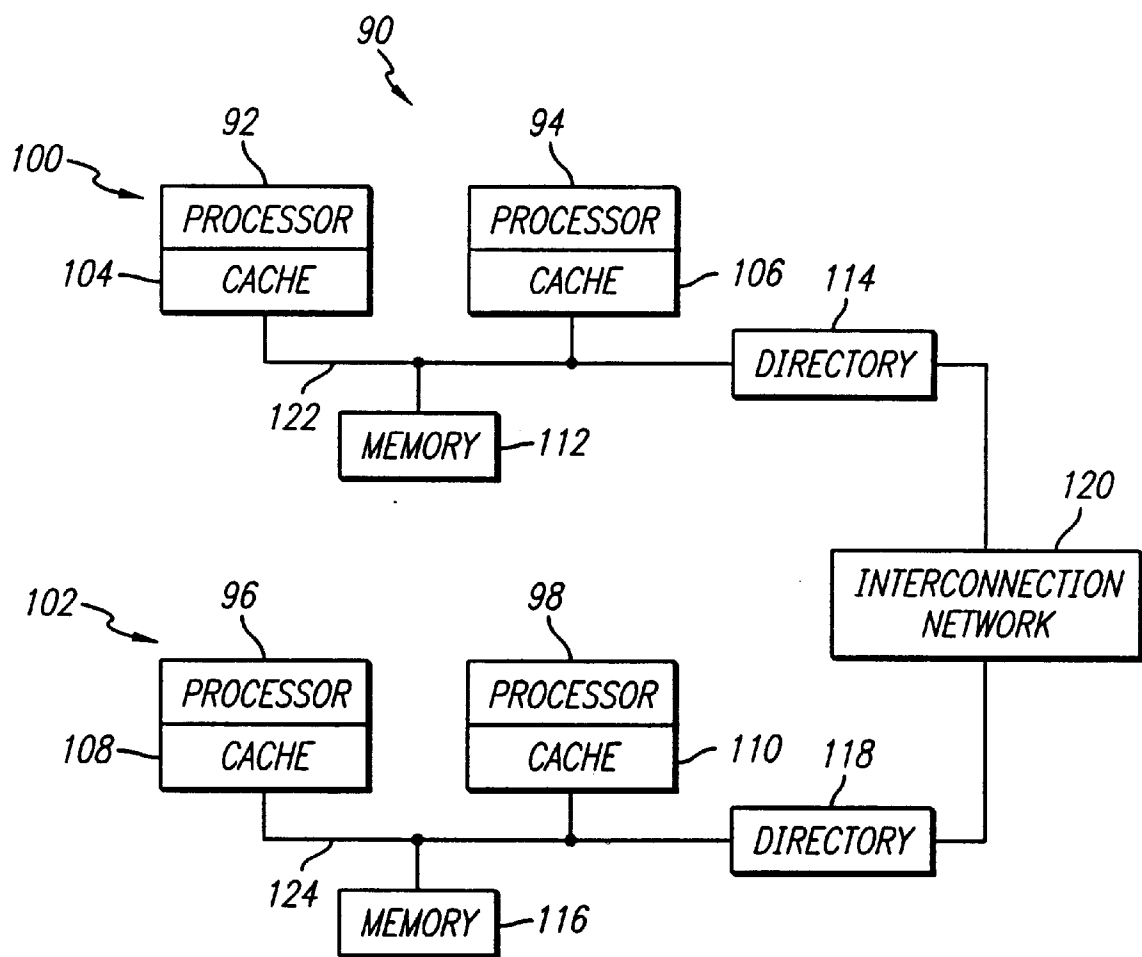 90
92
94
100
PROCESSOR
PROCESSOR
104
CACHE
CACHE
106
114
DIRECTORY
122
MEMORY
112
120
INTERCONNECTION
NETWORK
102
96
98
PROCESSOR
PROCESSOR
108
CACHE
CACHE
110
118
DIRECTORY
124
MEMORY
116